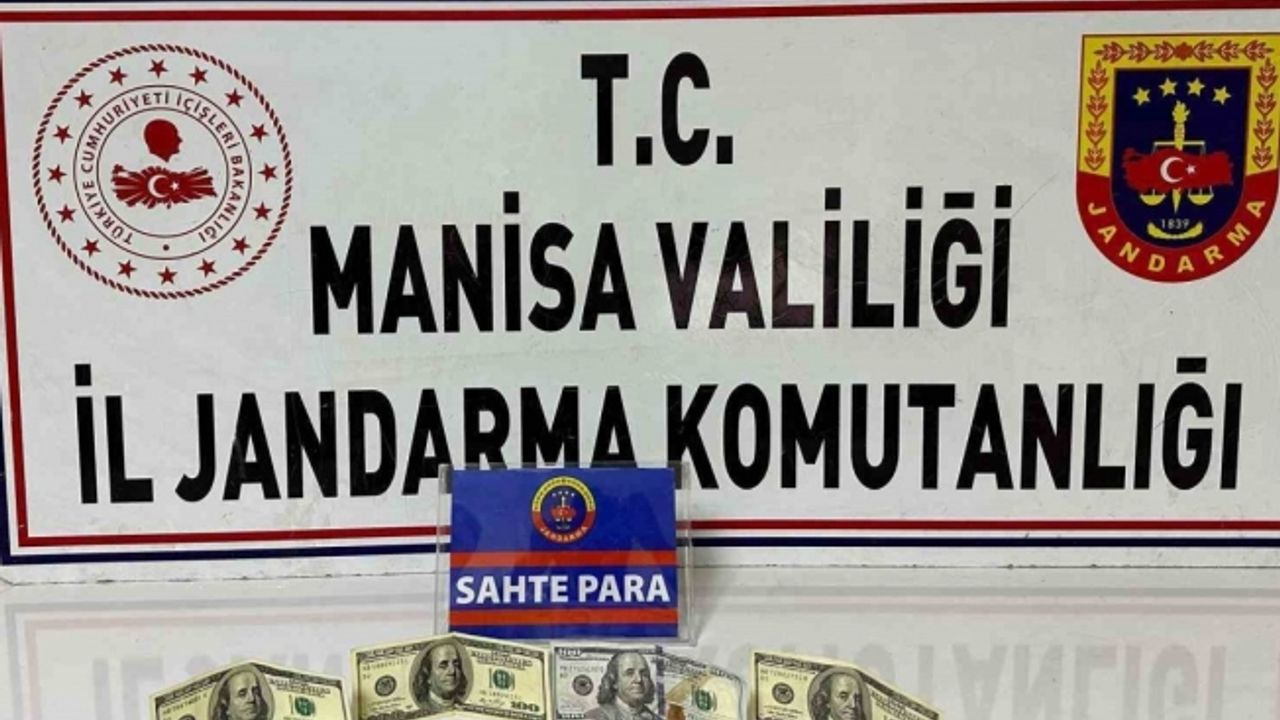 T.C.
MANİSA VALİLİĞİ
İL JANDARMA KOMUTANLIĞI
TÜRKİYE CUMHURİYETİ İÇİŞLERİ BAKANLIĞI
1839
JANDARMA
JANDARMA
SAHTE PARA
100
100